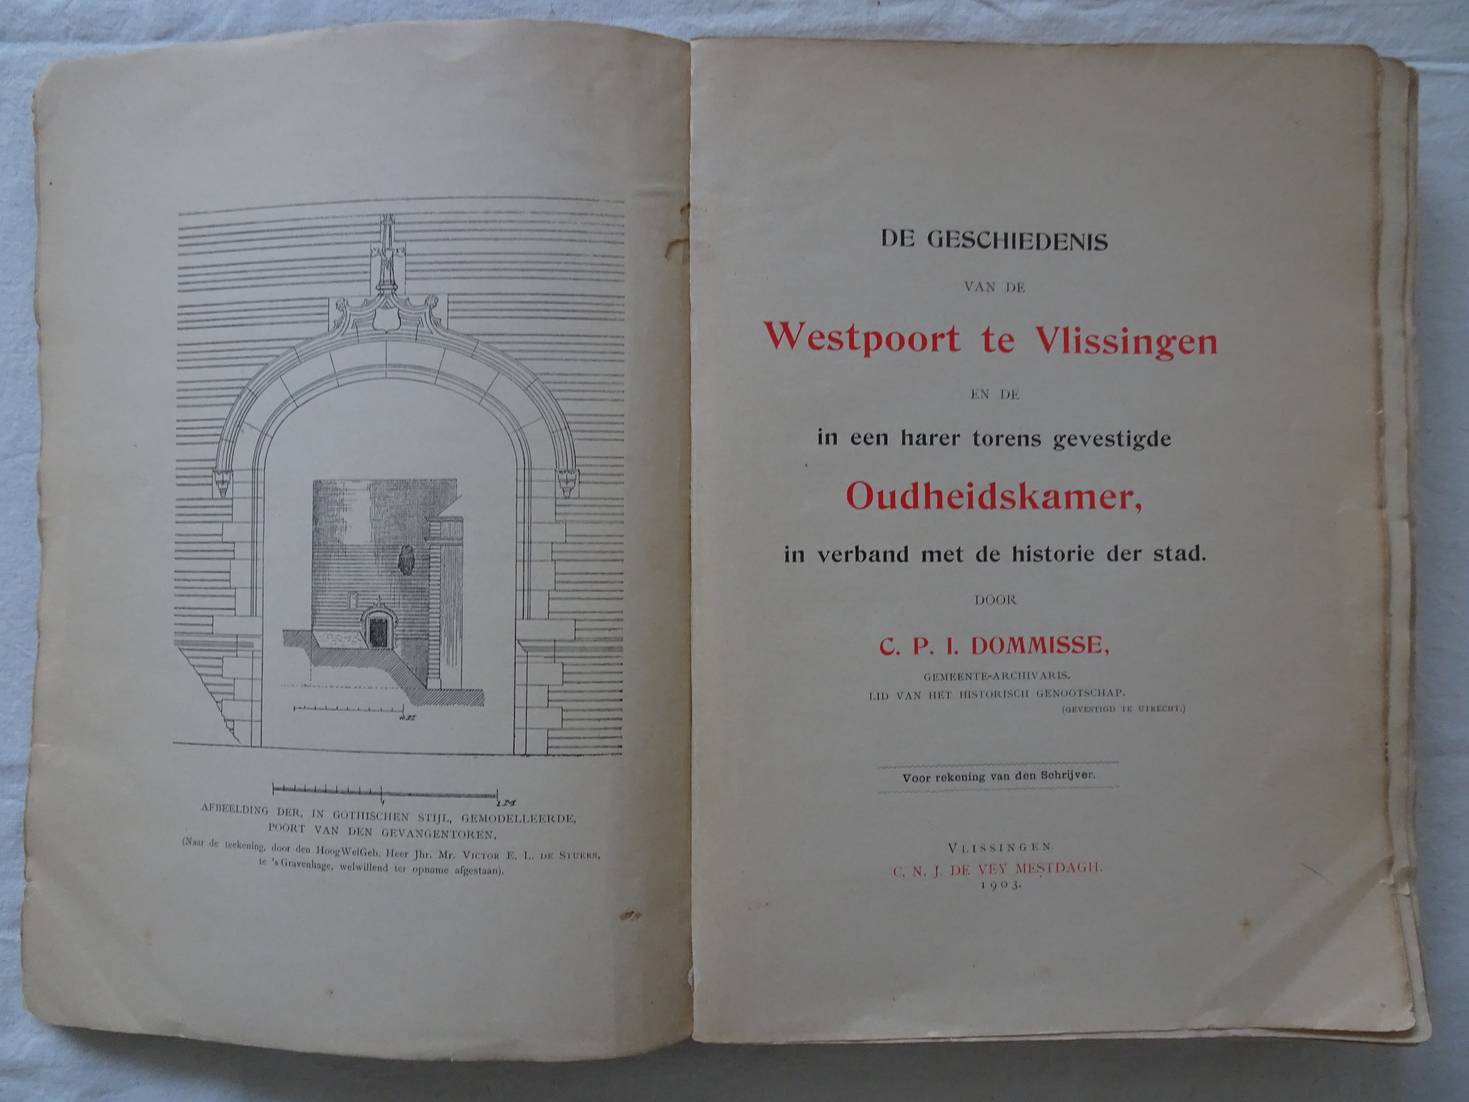 AFBEELDING DER, IN GOTHISCHEN STIJL, GEMODELLEERDE,
POORT VAN DEN GEVANGENTOREN.
(Naar de teekening, door den HoogWelGeb. Heer Jhr. Mr. VICTOR E. L. DE STUERS,
te 's Gravenhage, welwillend ter opname afgestaan).
DE GESCHIEDENIS
VAN DE
Westpoort te Vlissingen
EN DE
in een harer torens gevestigde
Oudheidskamer,
in verband met de historie der stad.
DOOR
C. P. I. DOMMISSE,
GEMEENTE-ARCHIVARIS.
LID VAN HET HISTORISCH GENOOTSCHAP.
(GEVESTIGD TE UTRECHT.)
Voor rekening van den Schrijver.
VLISSINGEN.
C. N. J. DE VEY MESTDAGH.
1903.